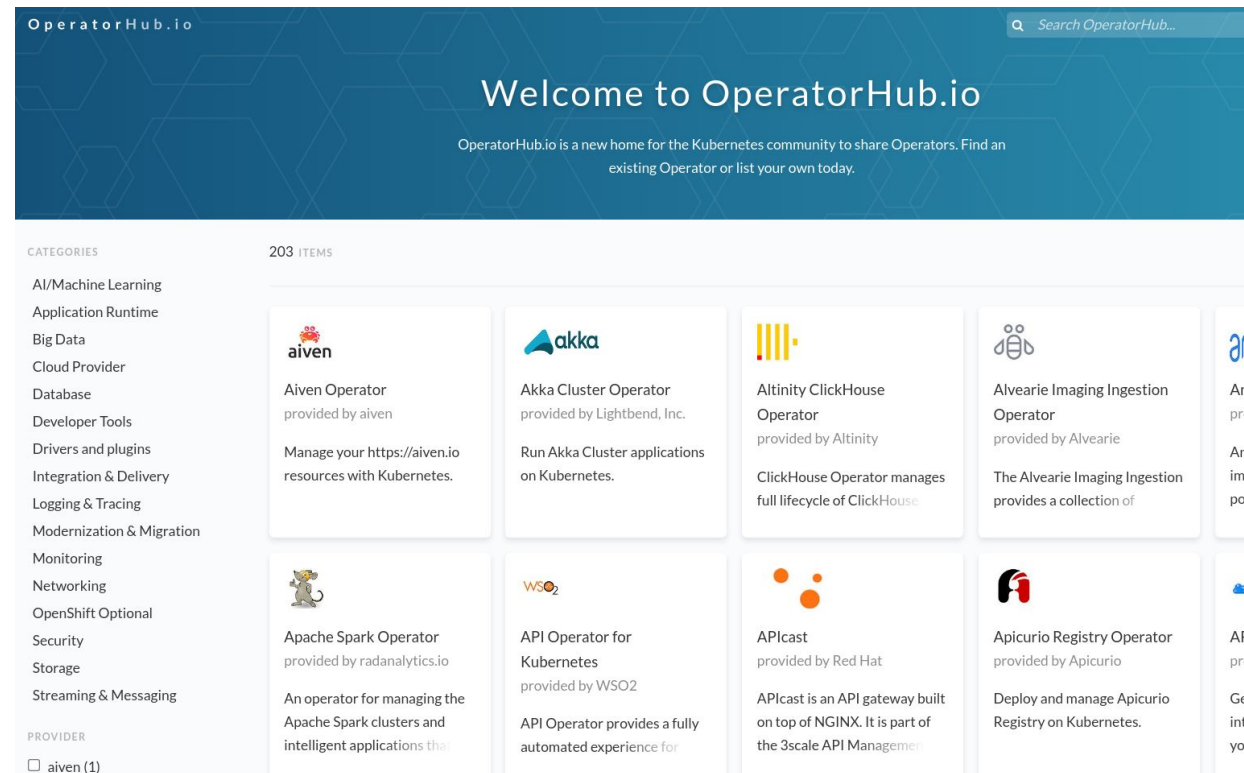 OperatorHub.io
Search OperatorHub...
Welcome to OperatorHub.io
OperatorHub.io is a new home for the Kubernetes community to share Operators. Find an
existing Operator or list your own today.
CATEGORIES
AI/Machine Learning
Application Runtime
Big Data
Cloud Provider
Database
Developer Tools
Drivers and plugins
Integration & Delivery
Logging & Tracing
Modernization & Migration
Monitoring
Networking
OpenShift Optional
Security
Storage
Streaming & Messaging
PROVIDER
aiven (1)
203 ITEMS
aiven
Aiven Operator
provided by aiven
Manage your https://aiven.io
resources with Kubernetes.
akka
Akka Cluster Operator
provided by Lightbend, Inc.
Run Akka Cluster applications
on Kubernetes.
Altinity ClickHouse
Operator
provided by Altinity
ClickHouse Operator manages
full lifecycle of ClickHouse
Alvearie Imaging Ingestion
Operator
provided by Alvearie
The Alvearie Imaging Ingestion
provides a collection of
Apache Spark Operator
provided by radanalytics.io
An operator for managing the
Apache Spark clusters and
intelligent applications tha
WSO2
API Operator for
Kubernetes
provided by WSO2
API Operator provides a fully
automated experience for
APIcast
provided by Red Hat
APIcast is an API gateway built
on top of NGINX. It is part of
the 3scale API Managemen
Apicurio Registry Operator
provided by Apicurio
Deploy and manage Apicurio
Registry on Kubernetes.